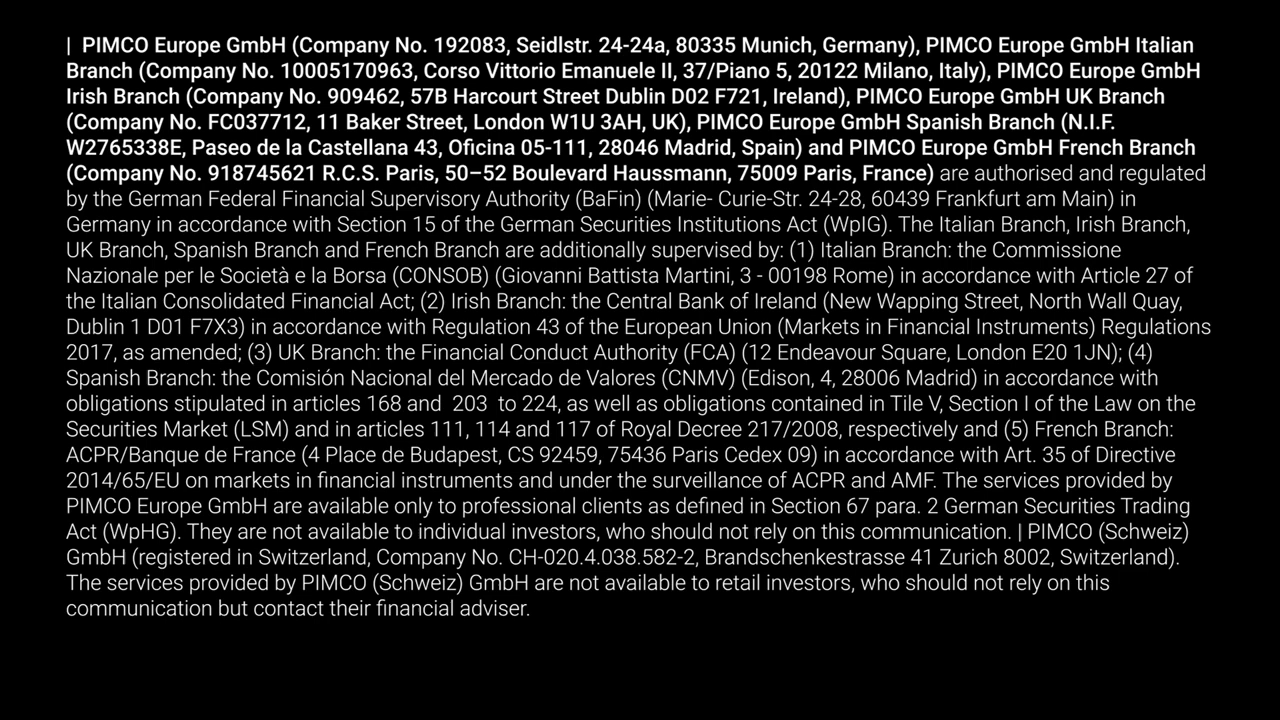 | PIMCO Europe GmbH (Company No. 192083, Seidlstr. 24-24a, 80335 Munich, Germany), PIMCO Europe GmbH Italian
Branch (Company No. 10005170963, Corso Vittorio Emanuele II, 37/Piano 5, 20122 Milano, Italy), PIMCO Europe GmbH
Irish Branch (Company No. 909462, 57B Harcourt Street Dublin D02 F721, Ireland), PIMCO Europe GmbH UK Branch
(Company No. FC037712, 11 Baker Street, London W1U 3AH, UK), PIMCO Europe GmbH Spanish Branch (N.I.F.
W2765338E, Paseo de la Castellana 43, Oficina 05-111, 28046 Madrid, Spain) and PIMCO Europe GmbH French Branch
(Company No. 918745621 R.C.S. Paris, 50–52 Boulevard Haussmann, 75009 Paris, France) are authorised and regulated
by the German Federal Financial Supervisory Authority (BaFin) (Marie- Curie-Str. 24-28, 60439 Frankfurt am Main) in
Germany in accordance with Section 15 of the German Securities Institutions Act (WpIG). The Italian Branch, Irish Branch,
UK Branch, Spanish Branch and French Branch are additionally supervised by: (1) Italian Branch: the Commissione
Nazionale per le Società e la Borsa (CONSOB) (Giovanni Battista Martini, 3 - 00198 Rome) in accordance with Article 27 of
the Italian Consolidated Financial Act; (2) Irish Branch: the Central Bank of Ireland (New Wapping Street, North Wall Quay,
Dublin 1 D01 F7X3) in accordance with Regulation 43 of the European Union (Markets in Financial Instruments) Regulations
2017, as amended; (3) UK Branch: the Financial Conduct Authority (FCA) (12 Endeavour Square, London E20 1JN); (4)
Spanish Branch: the Comisión Nacional del Mercado de Valores (CNMV) (Edison, 4, 28006 Madrid) in accordance with
obligations stipulated in articles 168 and 203 to 224, as well as obligations contained in Tile V, Section I of the Law on the
Securities Market (LSM) and in articles 111, 114 and 117 of Royal Decree 217/2008, respectively and (5) French Branch:
ACPR/Banque de France (4 Place de Budapest, CS 92459, 75436 Paris Cedex 09) in accordance with Art. 35 of Directive
2014/65/EU on markets in financial instruments and under the surveillance of ACPR and AMF. The services provided by
PIMCO Europe GmbH are available only to professional clients as defined in Section 67 para. 2 German Securities Trading
Act (WpHG). They are not available to individual investors, who should not rely on this communication. | PIMCO (Schweiz)
GmbH (registered in Switzerland, Company No. CH-020.4.038.582-2, Brandschenkestrasse 41 Zurich 8002, Switzerland).
The services provided by PIMCO (Schweiz) GmbH are not available to retail investors, who should not rely on this
communication but contact their financial adviser.